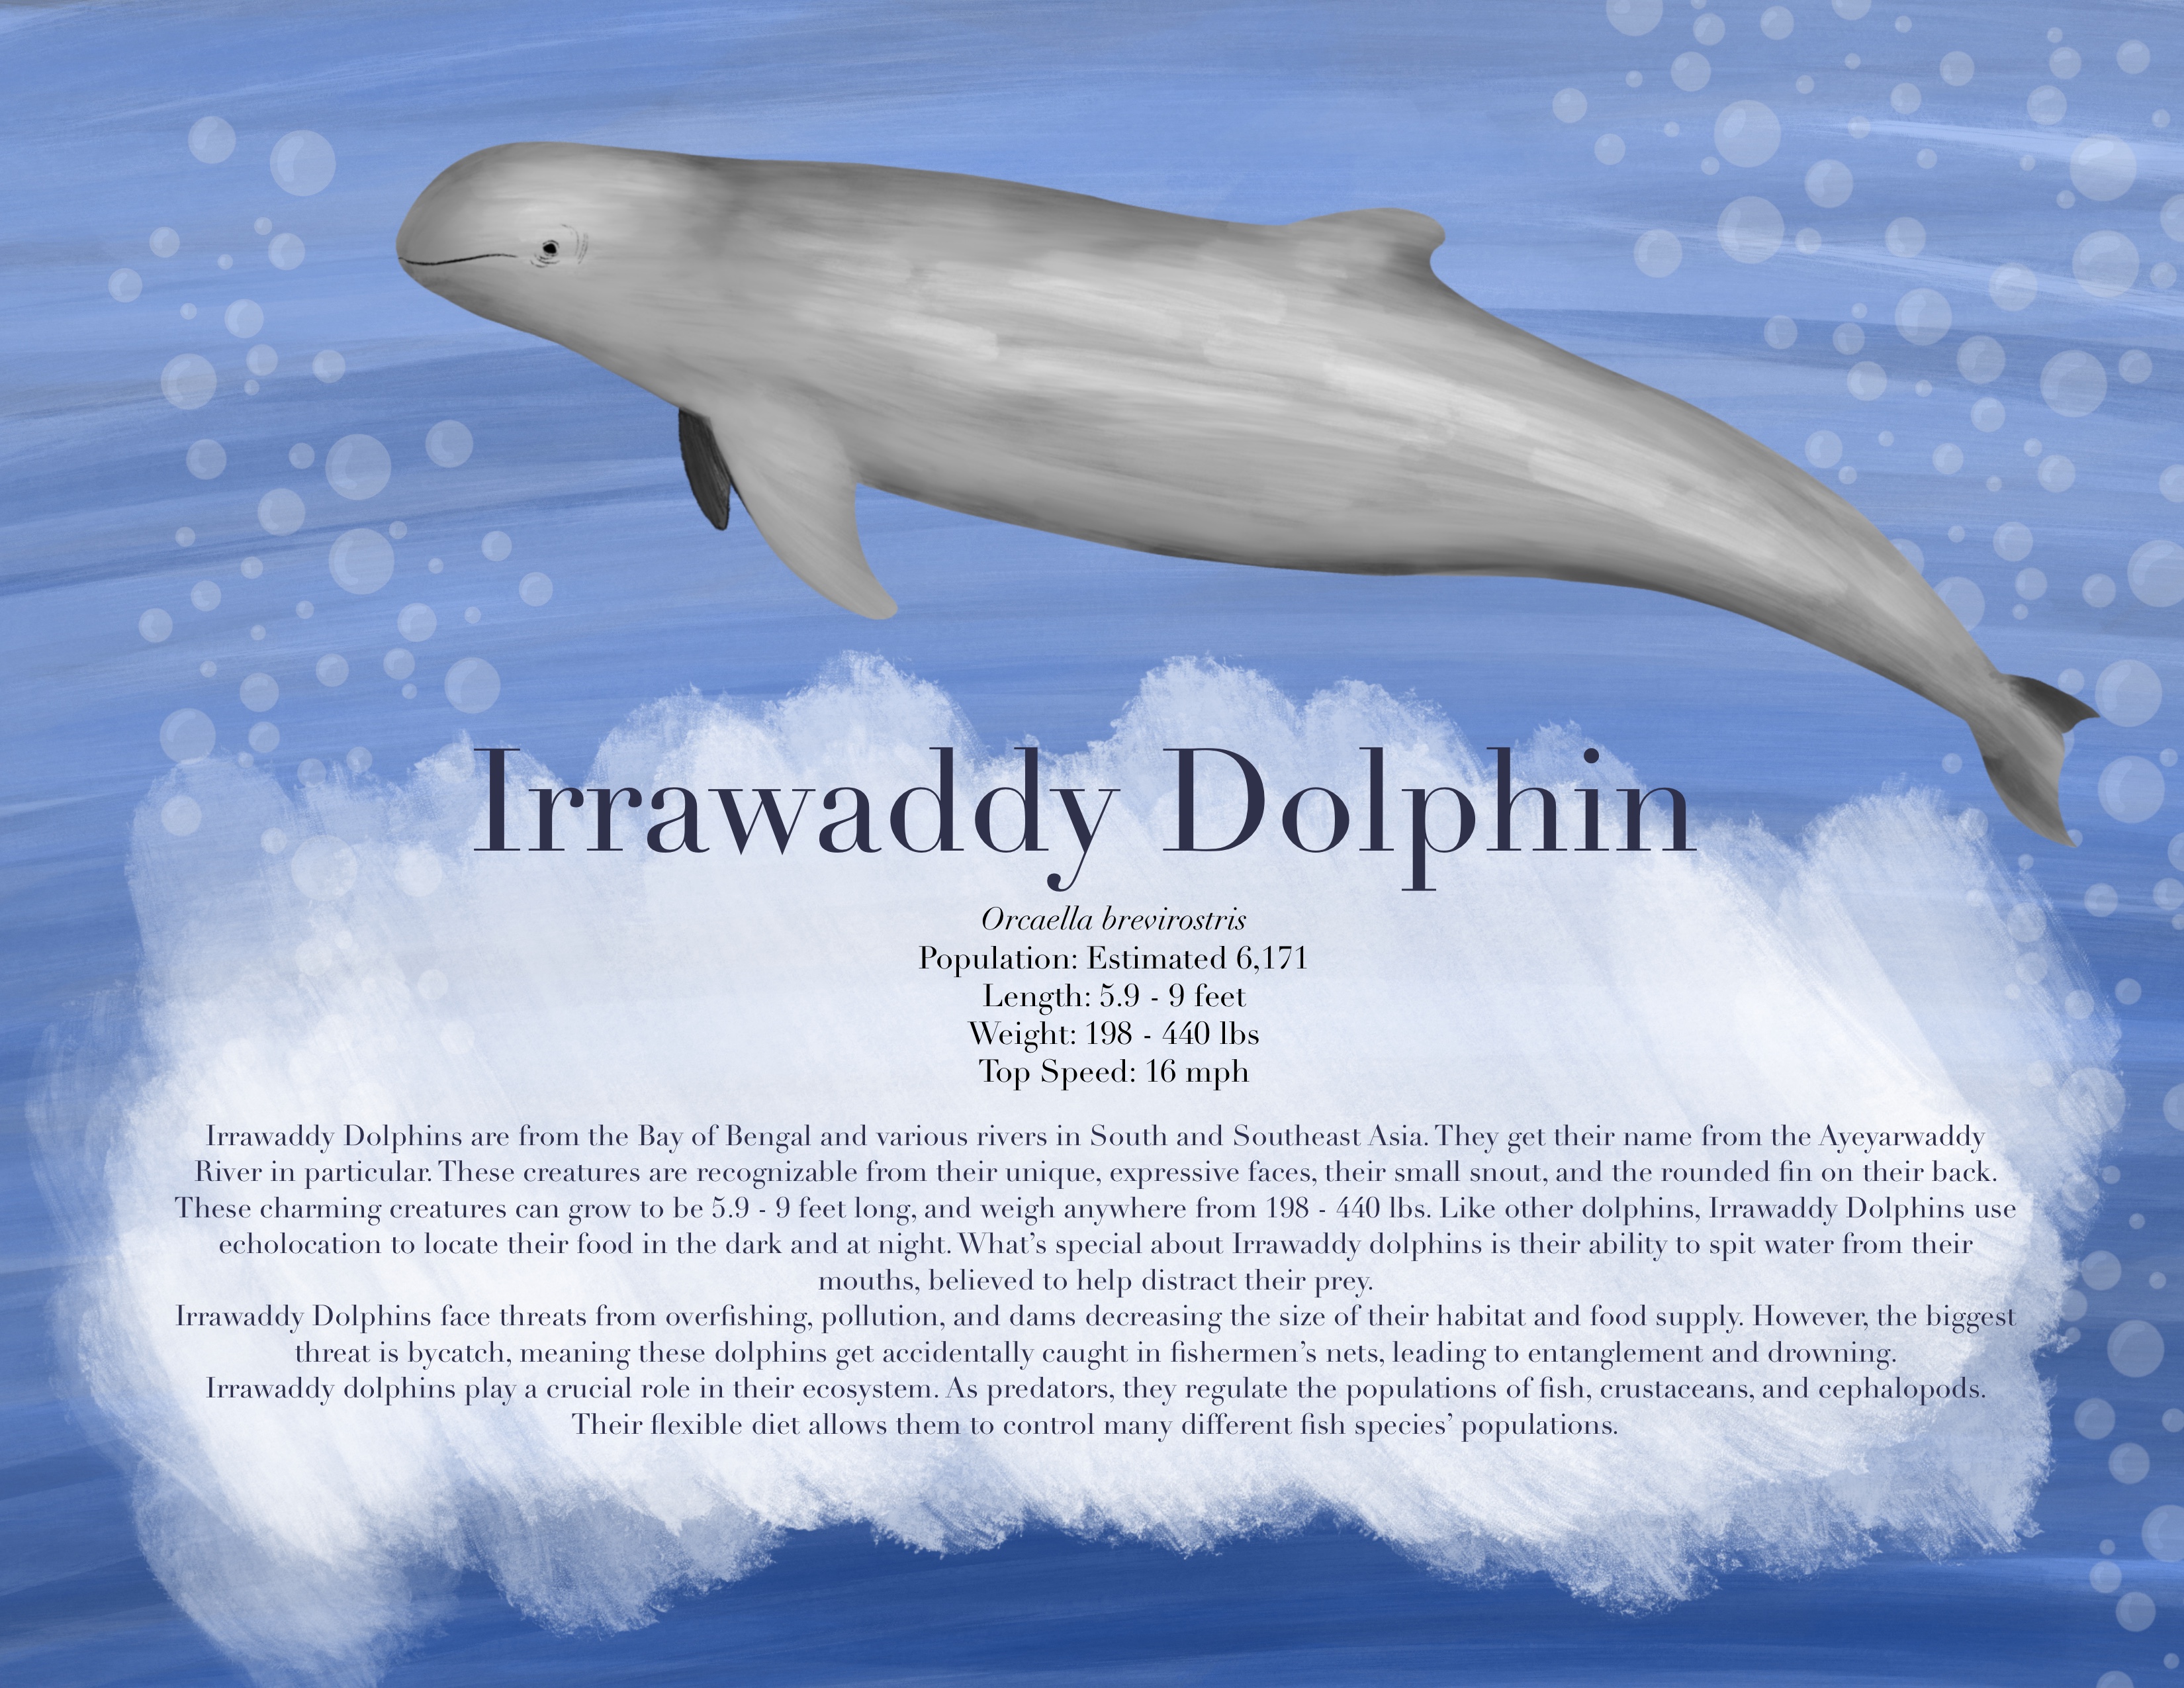 Irrawaddy Dolphin
Orcaella brevirostris
Population: Estimated 6,171
Length: 5.9 - 9 feet
Weight: 198 - 440 lbs
Top Speed: 16 mph
Irrawaddy Dolphins are from the Bay of Bengal and various rivers in South and Southeast Asia. They get their name from the Ayeyarwaddy
River in particular. These creatures are recognizable from their unique, expressive faces, their small snout, and the rounded fin on their back.
These charming creatures can grow to be 5.9 - 9 feet long, and weigh anywhere from 198 - 440 lbs. Like other dolphins, Irrawaddy Dolphins use
echolocation to locate their food in the dark and at night. What’s special about Irrawaddy dolphins is their ability to spit water from their
mouths, believed to help distract their prey.
Irrawaddy Dolphins face threats from overfishing, pollution, and dams decreasing the size of their habitat and food supply. However, the biggest
threat is bycatch, meaning these dolphins get accidentally caught in fishermen’s nets, leading to entanglement and drowning.
Irrawaddy dolphins play a crucial role in their ecosystem. As predators, they regulate the populations of fish, crustaceans, and cephalopods.
Their flexible diet allows them to control many different fish species’ populations.